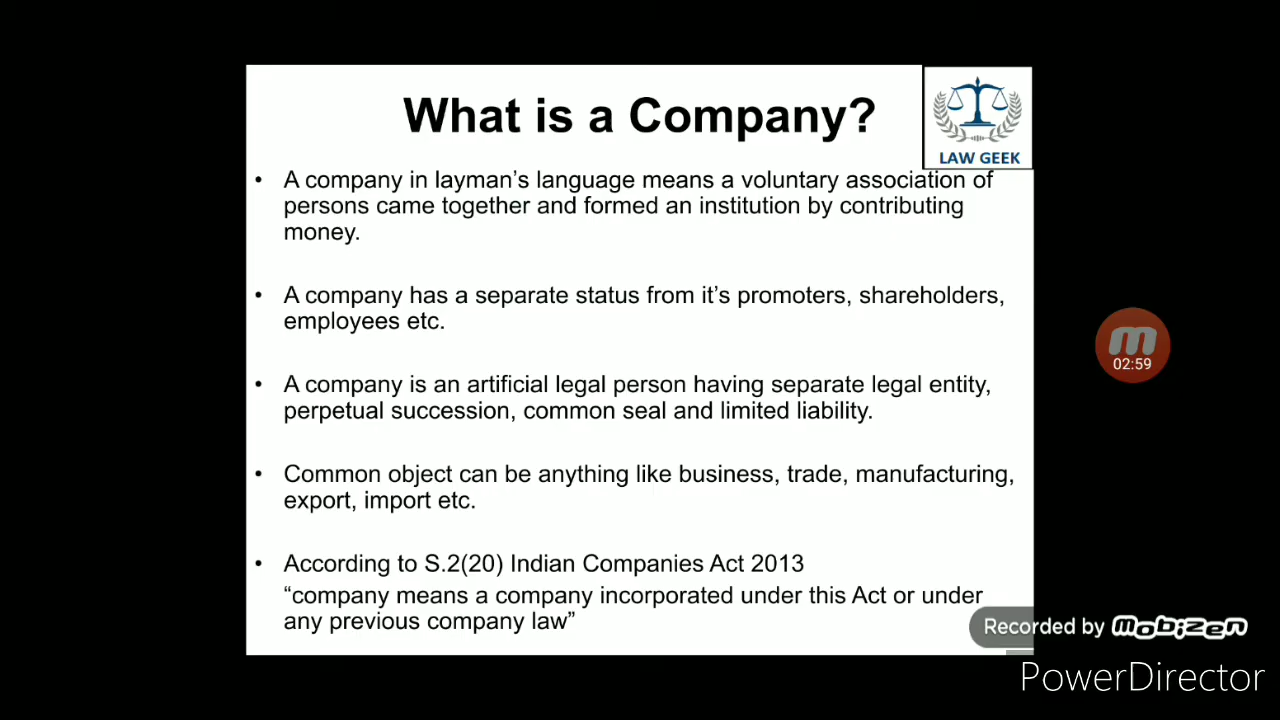 What is a Company?
LAW GEEK
• A company in layman's language means a voluntary association of
persons came together and formed an institution by contributing
money.
• A company has a separate status from it's promoters, shareholders,
employees etc.
• A company is an artificial legal person having separate legal entity,
perpetual succession, common seal and limited liability.
• Common object can be anything like business, trade, manufacturing,
export, import etc.
• According to S.2(20) Indian Companies Act 2013
“company means a company incorporated under this Act or under
any previous company law”
02:59
Recorded by mobizen
PowerDirector